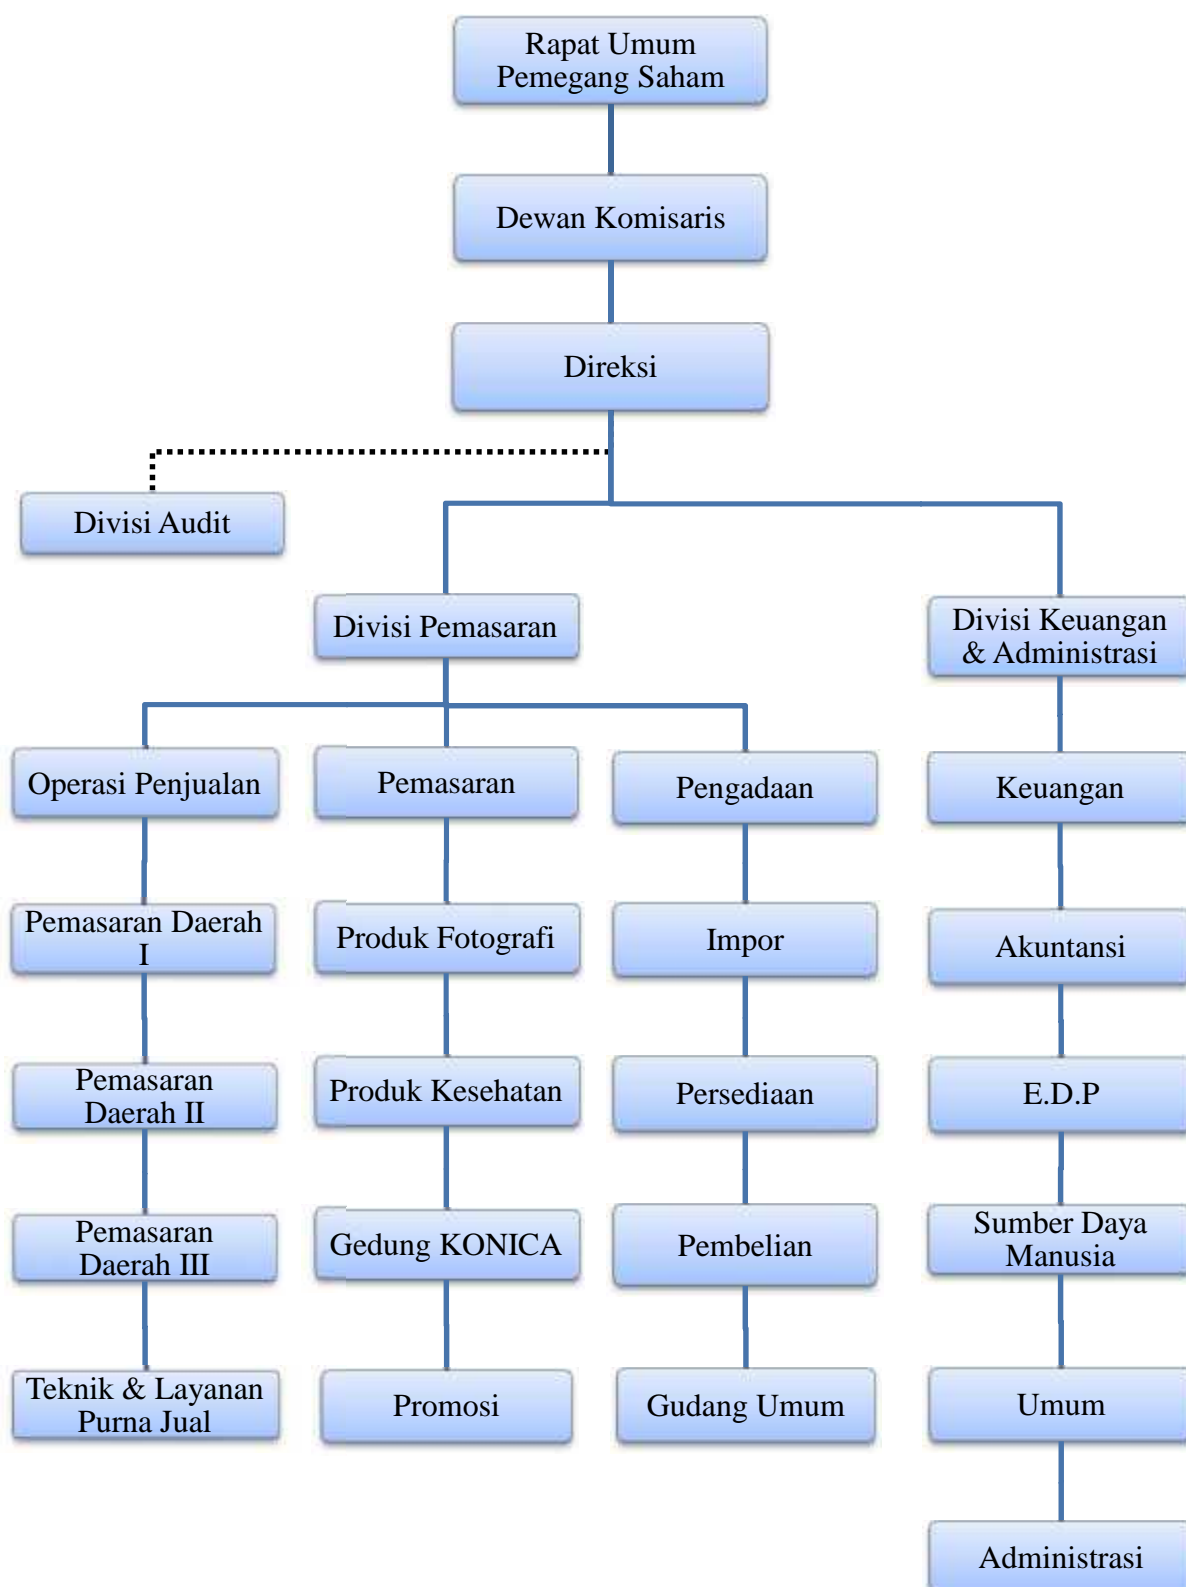 Rapat Umum
Pemegang Saham
Dewan Komisaris
Direksi
Divisi Audit
Divisi Pemasaran
Divisi Keuangan
& Administrasi
Operasi Penjualan
Pemasaran
Pengadaan
Keuangan
Pemasaran Daerah
I
Produk Fotografi
Impor
Akuntansi
Pemasaran
Daerah II
Produk Kesehatan
Persediaan
E.D.P
Pemasaran
Daerah III
Gedung KONICA
Pembelian
Sumber Daya
Manusia
Teknik & Layanan
Purna Jual
Promosi
Gudang Umum
Umum
Administrasi